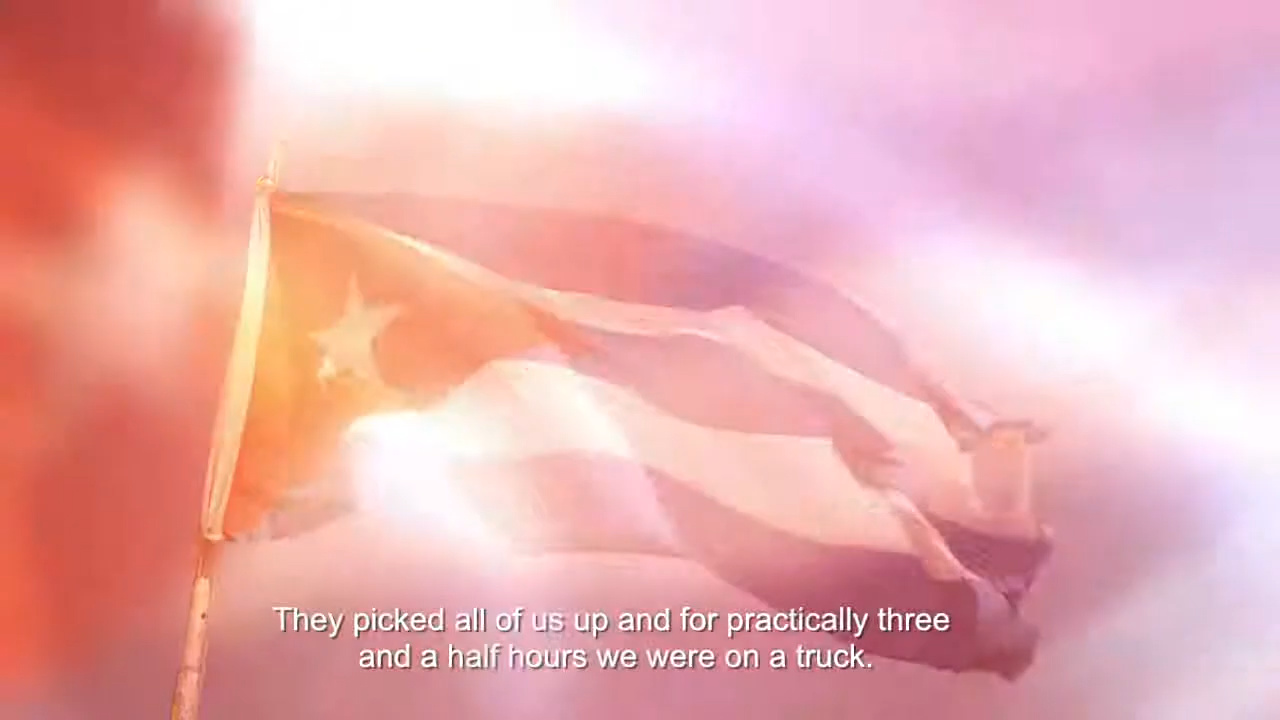 They picked all of us up and for practically three
and a half hours we were on a truck.